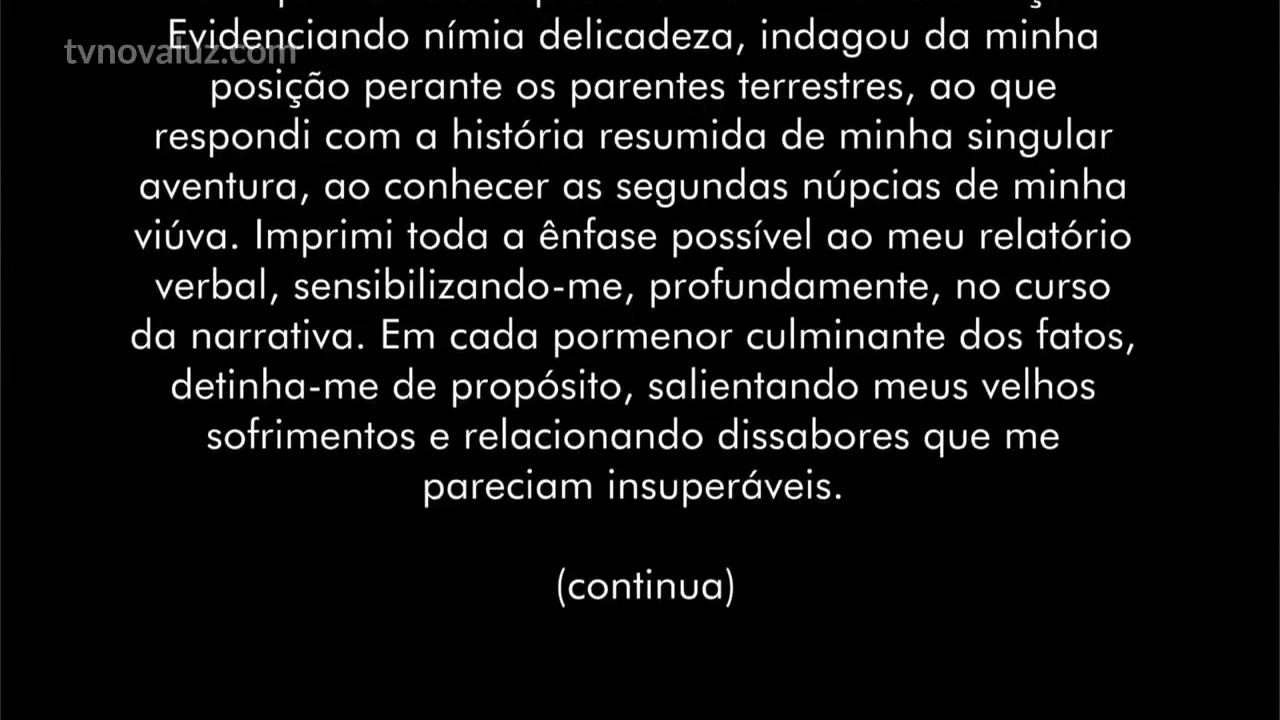 Evidenciando nímia delicadeza, indagou da minha
tvnovaluz.com
posição perante os parentes terrestres, ao que
respondi com a história resumida de minha singular
aventura, ao conhecer as segundas núpcias de minha
viúva. Imprimi toda a ênfase possível ao meu relatório
verbal, sensibilizando-me, profundamente, no curso
da narrativa. Em cada pormenor culminante dos fatos,
detinha-me de propósito, salientando meus velhos
sofrimentos e relacionando dissabores que me
pareciam insuperáveis.
(continua)